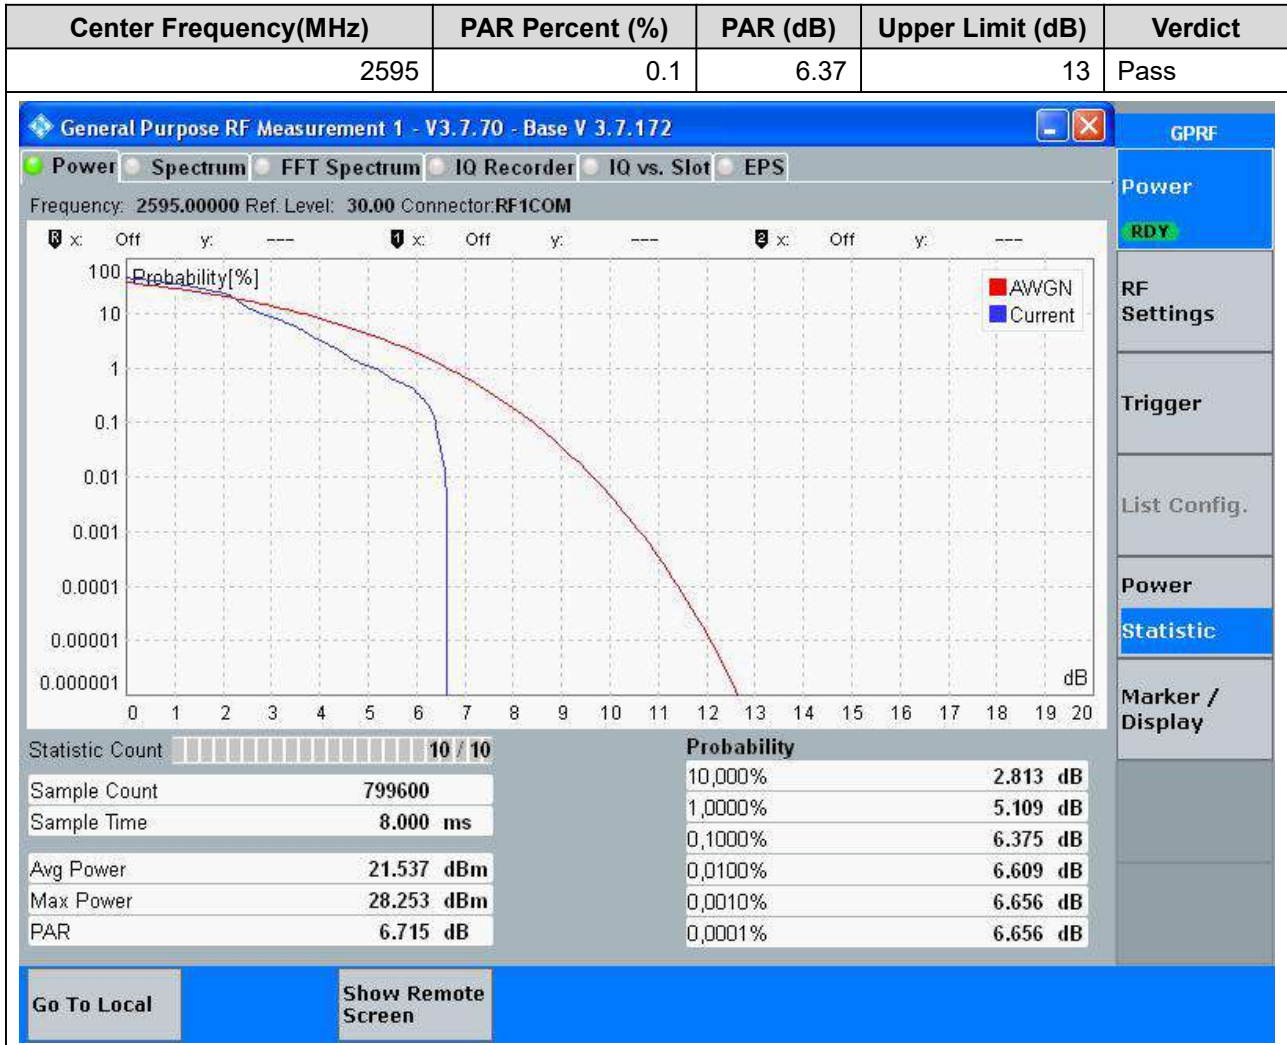 Center Frequency(MHz) PAR Percent (%) PAR (dB) Upper Limit (dB) Verdict
2595 0.1 6.37 13 Pass
General Purpose RF Measurement 1 - V3.7.70 - Base V 3.7.172
GPRF
Power Spectrum FFT Spectrum IQ Recorder IQ vs. Slot EPS
Power
RDY
Frequency: 2595.00000 Ref. Level: 30.00 Connector:RF1COM
R x: Off y: --- 1 x: Off y: --- 2 x: Off y: ---
Probability[%]
AWGN
Current
100
10
1
0.1
0.01
0.001
0.0001
0.00001
0.000001
dB
0 1 2 3 4 5 6 7 8 9 10 11 12 13 14 15 16 17 18 19 20
RF
Settings
Trigger
List Config.
Power
Statistic
Marker /
Display
Statistic Count 10 / 10
Sample Count 799600
Sample Time 8.000 ms
Avg Power 21.537 dBm
Max Power 28.253 dBm
PAR 6.715 dB
Probability
10,000% 2.813 dB
1,0000% 5.109 dB
0,1000% 6.375 dB
0,0100% 6.609 dB
0,0010% 6.656 dB
0,0001% 6.656 dB
Go To Local
Show Remote
Screen